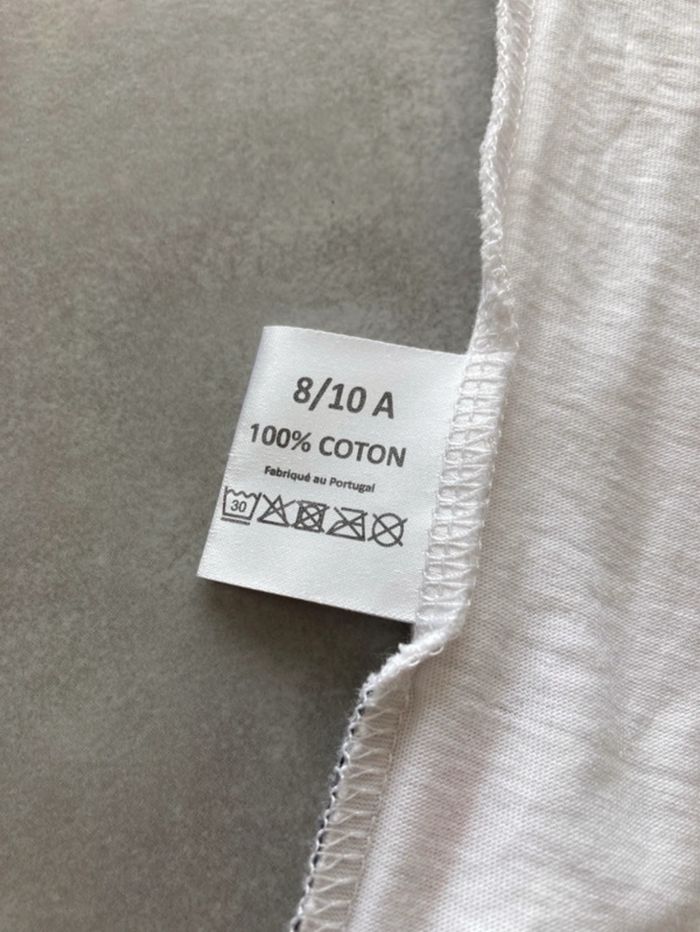 8/10 A
100% COTON
Fabriqué au Portugal
30